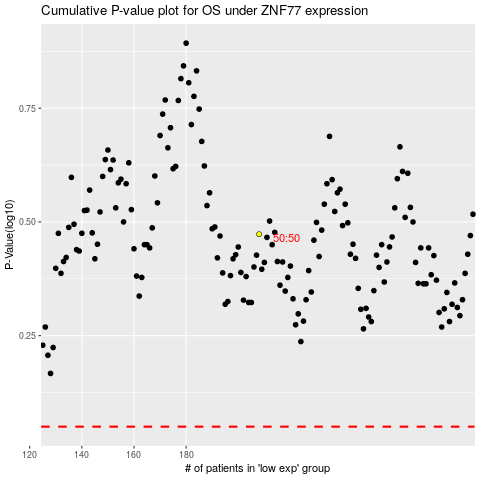 Cumulative P-value plot for OS under ZNF77 expression
P-Value(log10)
0.75
0.50
0.25
50:50
120 140 160 180
# of patients in 'low exp' group